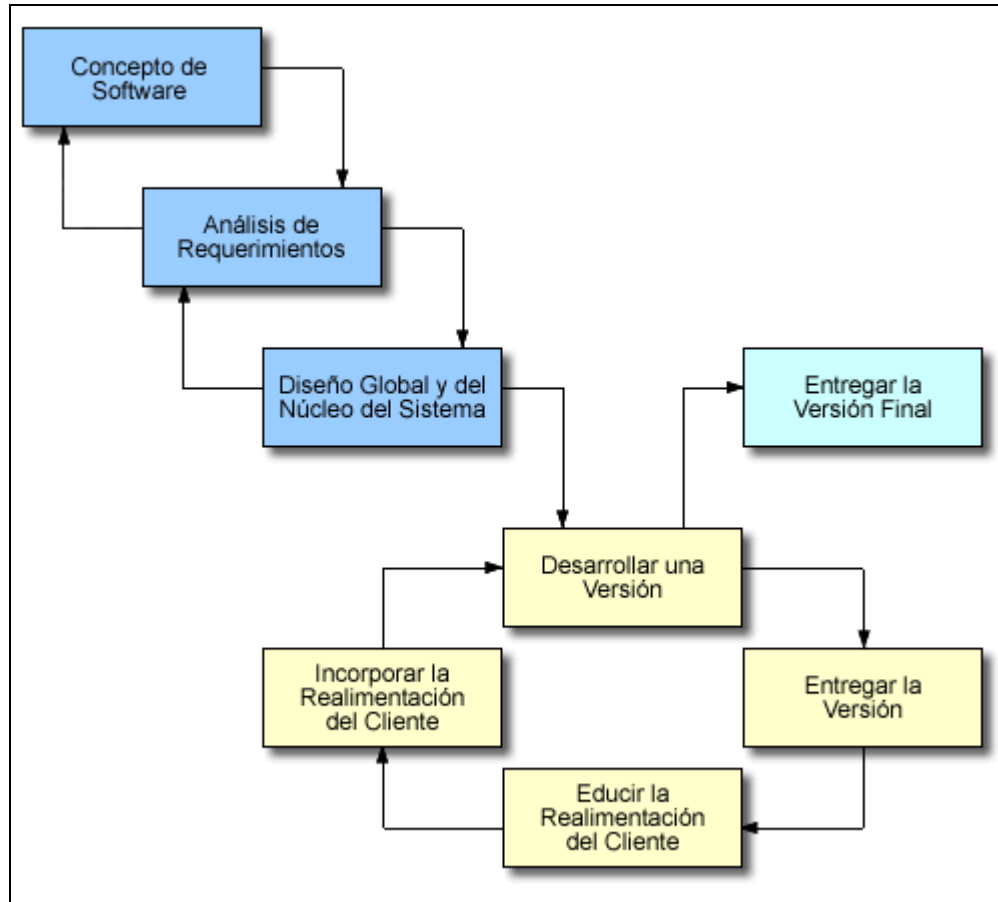 Concepto de
Software
Análisis de
Requerimientos
Diseño Global y del
Núcleo del Sistema
Entregar la
Versión Final
Desarrollar una
Versión
Incorporar la
Realimentación
del Cliente
Entregar la
Versión
Educir la
Realimentación
del Cliente